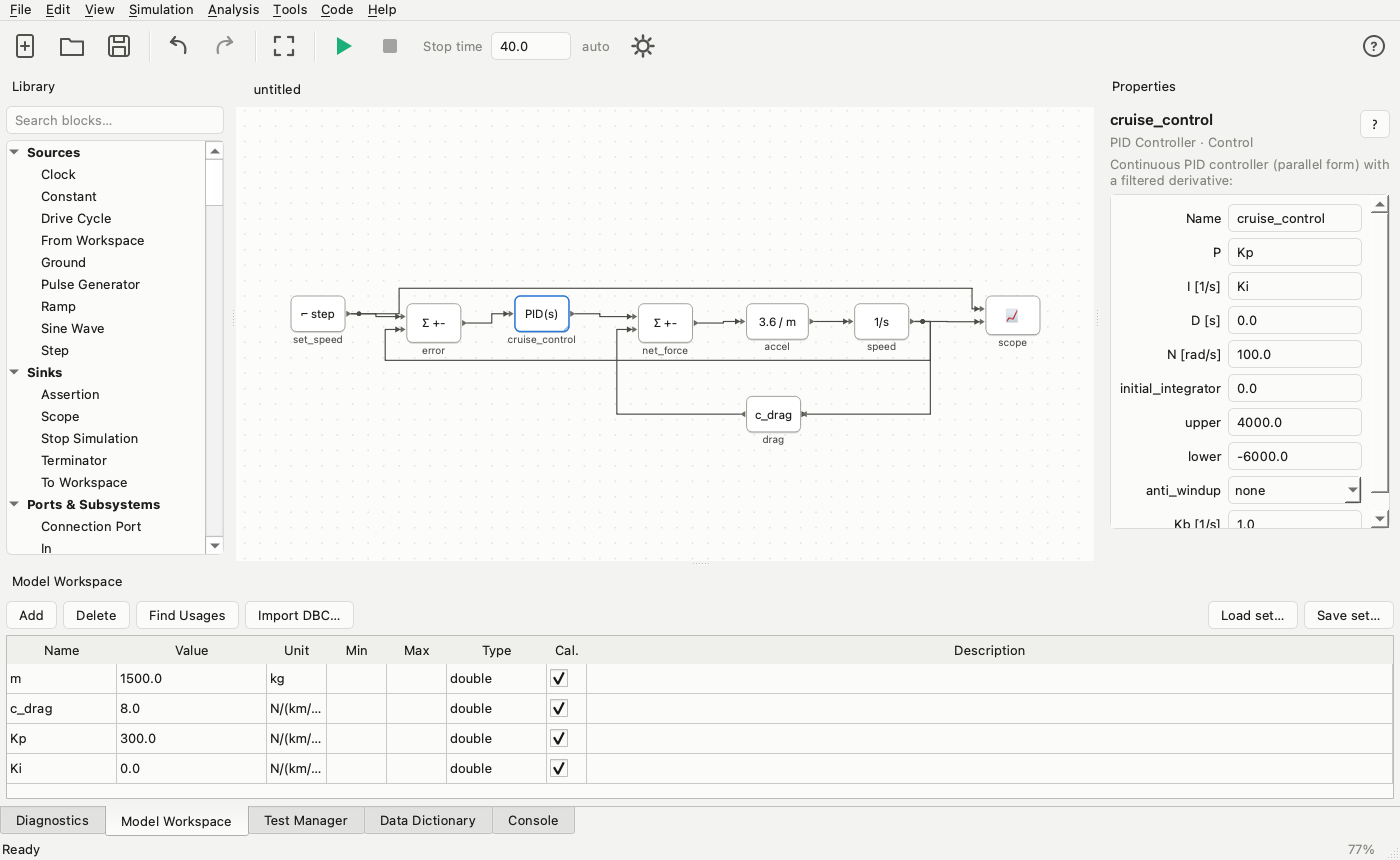 File Edit View Simulation Analysis Tools Code Help
Stop time 40.0 auto
?
Library
Search blocks...
Sources
Clock
Constant
Drive Cycle
From Workspace
Ground
Pulse Generator
Ramp
Sine Wave
Step
Sinks
Assertion
Scope
Stop Simulation
Terminator
To Workspace
Ports & Subsystems
Connection Port
In
untitled
step
set_speed
Σ +-
error
PID(s)
cruise_control
Σ +-
net_force
3.6 / m
accel
1/s
speed
scope
c_drag
drag
Properties
cruise_control
?
PID Controller · Control
Continuous PID controller (parallel form) with
a filtered derivative:
Name cruise_control
P Kp
I [1/s] Ki
D [s] 0.0
N [rad/s] 100.0
initial_integrator 0.0
upper 4000.0
lower -6000.0
anti_windup none
Kb [1/s] 1.0
Model Workspace
Add Delete Find Usages Import DBC... Load set... Save set...
Name Value Unit Min Max Type Cal. Description
m 1500.0 kg double
c_drag 8.0 N/(km/... double
Kp 300.0 N/(km/... double
Ki 0.0 N/(km/... double
Diagnostics Model Workspace Test Manager Data Dictionary Console
Ready 77%